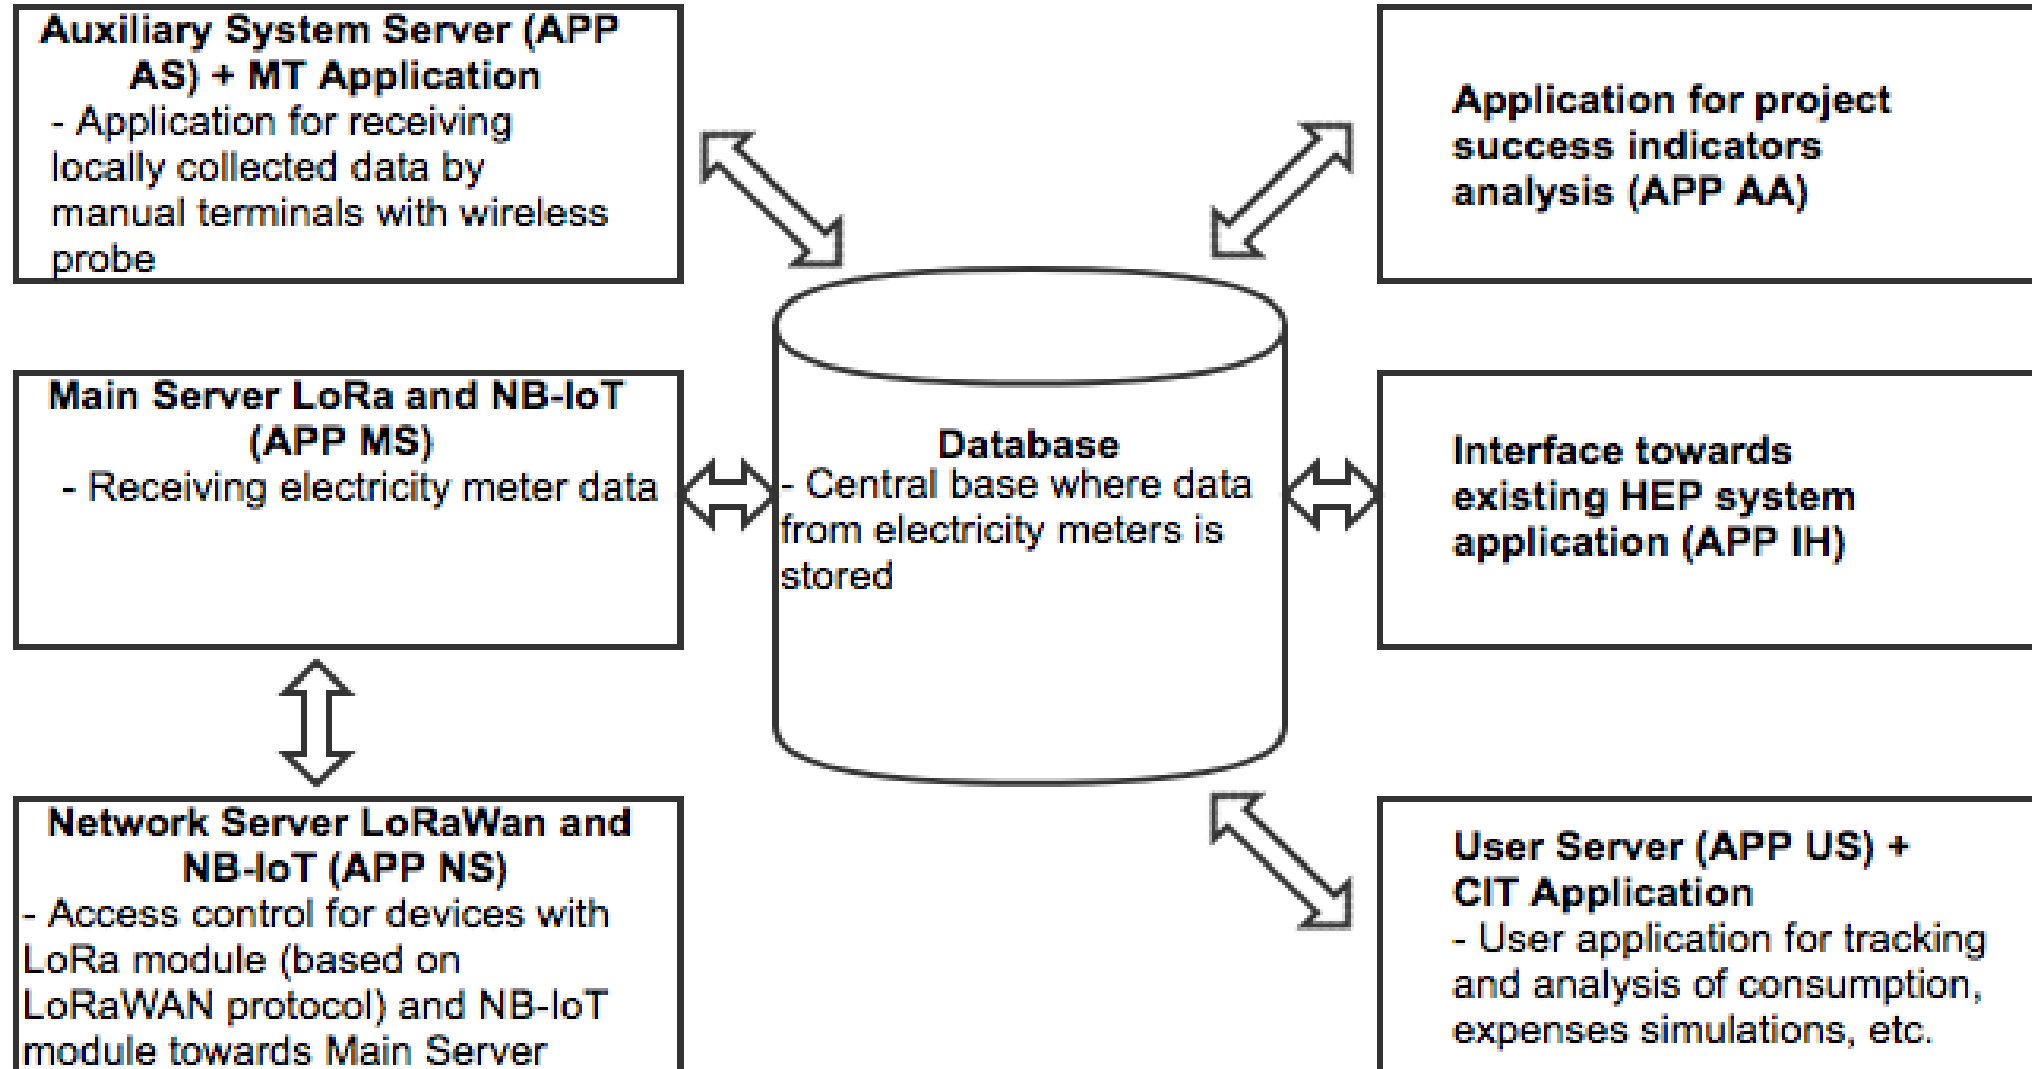 Auxiliary System Server (APP
AS) + MT Application
- Application for receiving
locally collected data by
manual terminals with wireless
probe
Application for project
success indicators
analysis (APP AA)
Main Server LoRa and NB-IoT
(APP MS)
- Receiving electricity meter data
Database
- Central base where data
from electricity meters is
stored
Interface towards
existing HEP system
application (APP IH)
Network Server LoRaWan and
NB-IoT (APP NS)
- Access control for devices with
LoRa module (based on
LoRaWAN protocol) and NB-IoT
module towards Main Server
User Server (APP US) +
CIT Application
- User application for tracking
and analysis of consumption,
expenses simulations, etc.